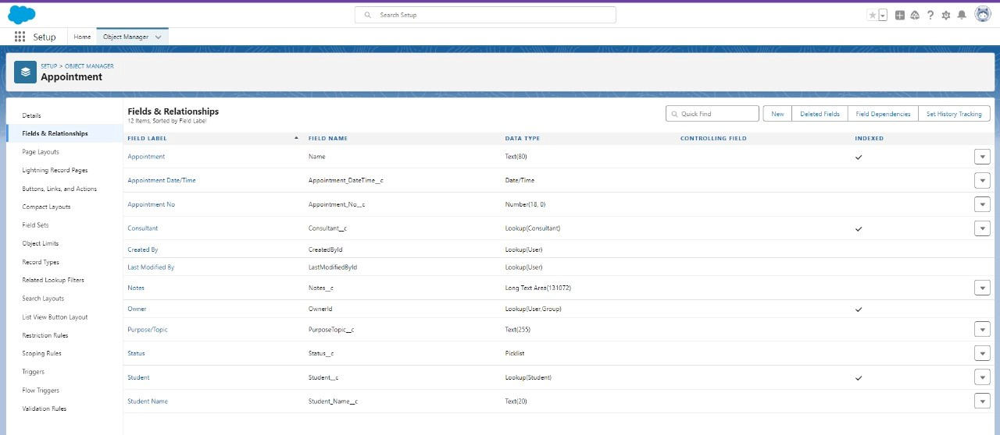 Search Setup
Setup
Home
Object Manager
SETUP > OBJECT MANAGER
Appointment
Details
Fields & Relationships
Page Layouts
Lightning Record Pages
Buttons, Links, and Actions
Compact Layouts
Field Sets
Object Limits
Record Types
Related Lookup Filters
Search Layouts
List View Button Layout
Restriction Rules
Scoping Rules
Triggers
Flow Triggers
Validation Rules
Fields & Relationships
12 Items, Sorted by Field Label
Quick Find
New
Deleted Fields
Field Dependencies
Set History Tracking
FIELD LABEL FIELD NAME DATA TYPE CONTROLLING FIELD INDEXED
Appointment Name Text(80)
Appointment Date/Time Appointment_DateTime__c Date/Time
Appointment No Appointment_No__c Number(18, 0)
Consultant Consultant__c Lookup(Consultant)
Created By CreatedById Lookup(User)
Last Modified By LastModifiedById Lookup(User)
Notes Notes__c Long Text Area(131072)
Owner OwnerId Lookup(User,Group)
Purpose/Topic PurposeTopic__c Text(255)
Status Status__c Picklist
Student Student__c Lookup(Student)
Student Name Student_Name__c Text(20)